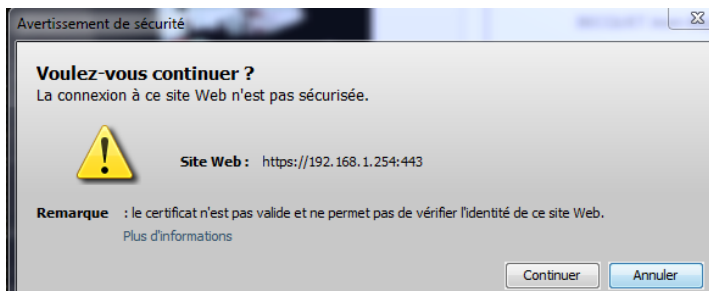 Avertissement de sécurité
Voulez-vous continuer ?
La connexion à ce site Web n'est pas sécurisée.
Site Web : https://192.168.1.254:443
Remarque : le certificat n'est pas valide et ne permet pas de vérifier l'identité de ce site Web.
Plus d'informations
Continuer Annuler